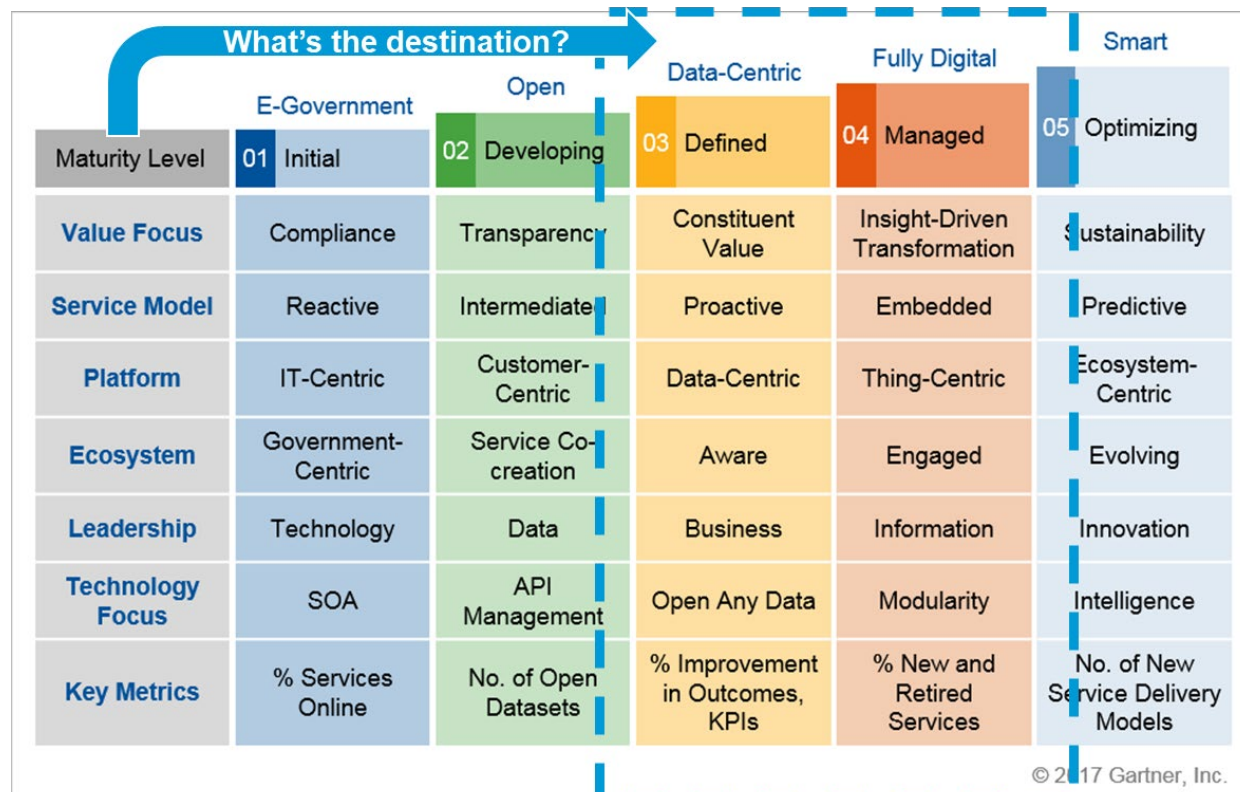 What's the destination?
Smart
Fully Digital
Data-Centric
Open
E-Government
Maturity Level
01 Initial
02 Developing
03 Defined
04 Managed
05 Optimizing
Value Focus
Compliance
Transparency
Constituent
Value
Insight-Driven
Transformation
Sustainability
Service Model
Reactive
Intermediated
Proactive
Embedded
Predictive
Platform
IT-Centric
Customer-
Centric
Data-Centric
Thing-Centric
Ecosystem-
Centric
Ecosystem
Government-
Centric
Service Co-
creation
Aware
Engaged
Evolving
Leadership
Technology
Data
Business
Information
Innovation
Technology
Focus
SOA
API
Management
Open Any Data
Modularity
Intelligence
Key Metrics
% Services
Online
No. of Open
Datasets
% Improvement
in Outcomes,
KPIs
% New and
Retired
Services
No. of New
Service Delivery
Models
© 2017 Gartner, Inc.